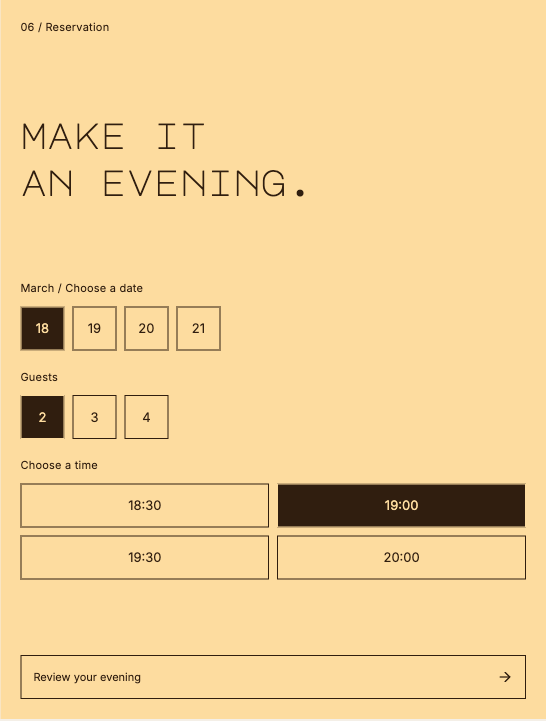 06 / Reservation
MAKE IT
AN EVENING.
March / Choose a date
18 19 20 21
Guests
2 3 4
Choose a time
18:30 19:00
19:30 20:00
Review your evening →